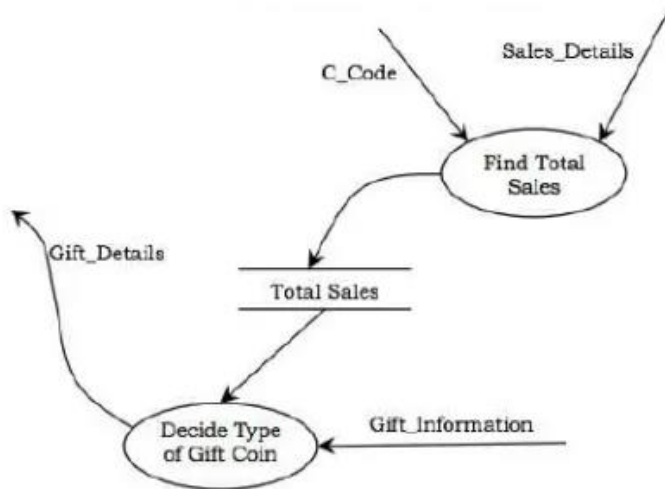 Sales_Details
C_Code
Find Total
Sales
Gift_Details
Total Sales
Gift_Information
Decide Type
of Gift Coin